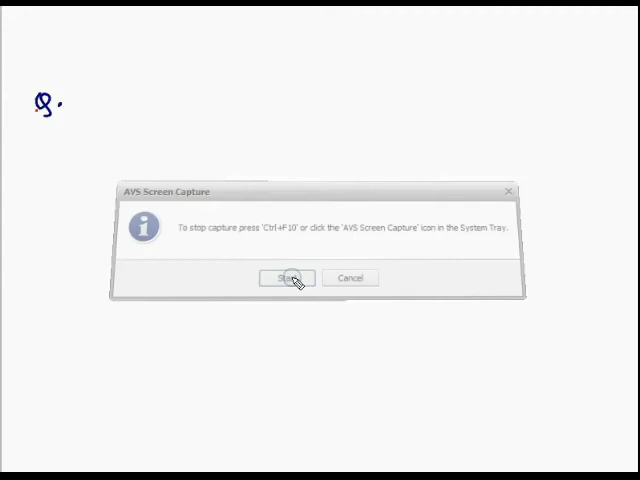 Q.
AVS Screen Capture
To stop capture press 'Ctrl+F10' or click the 'AVS Screen Capture' icon in the System Tray.
Start Cancel